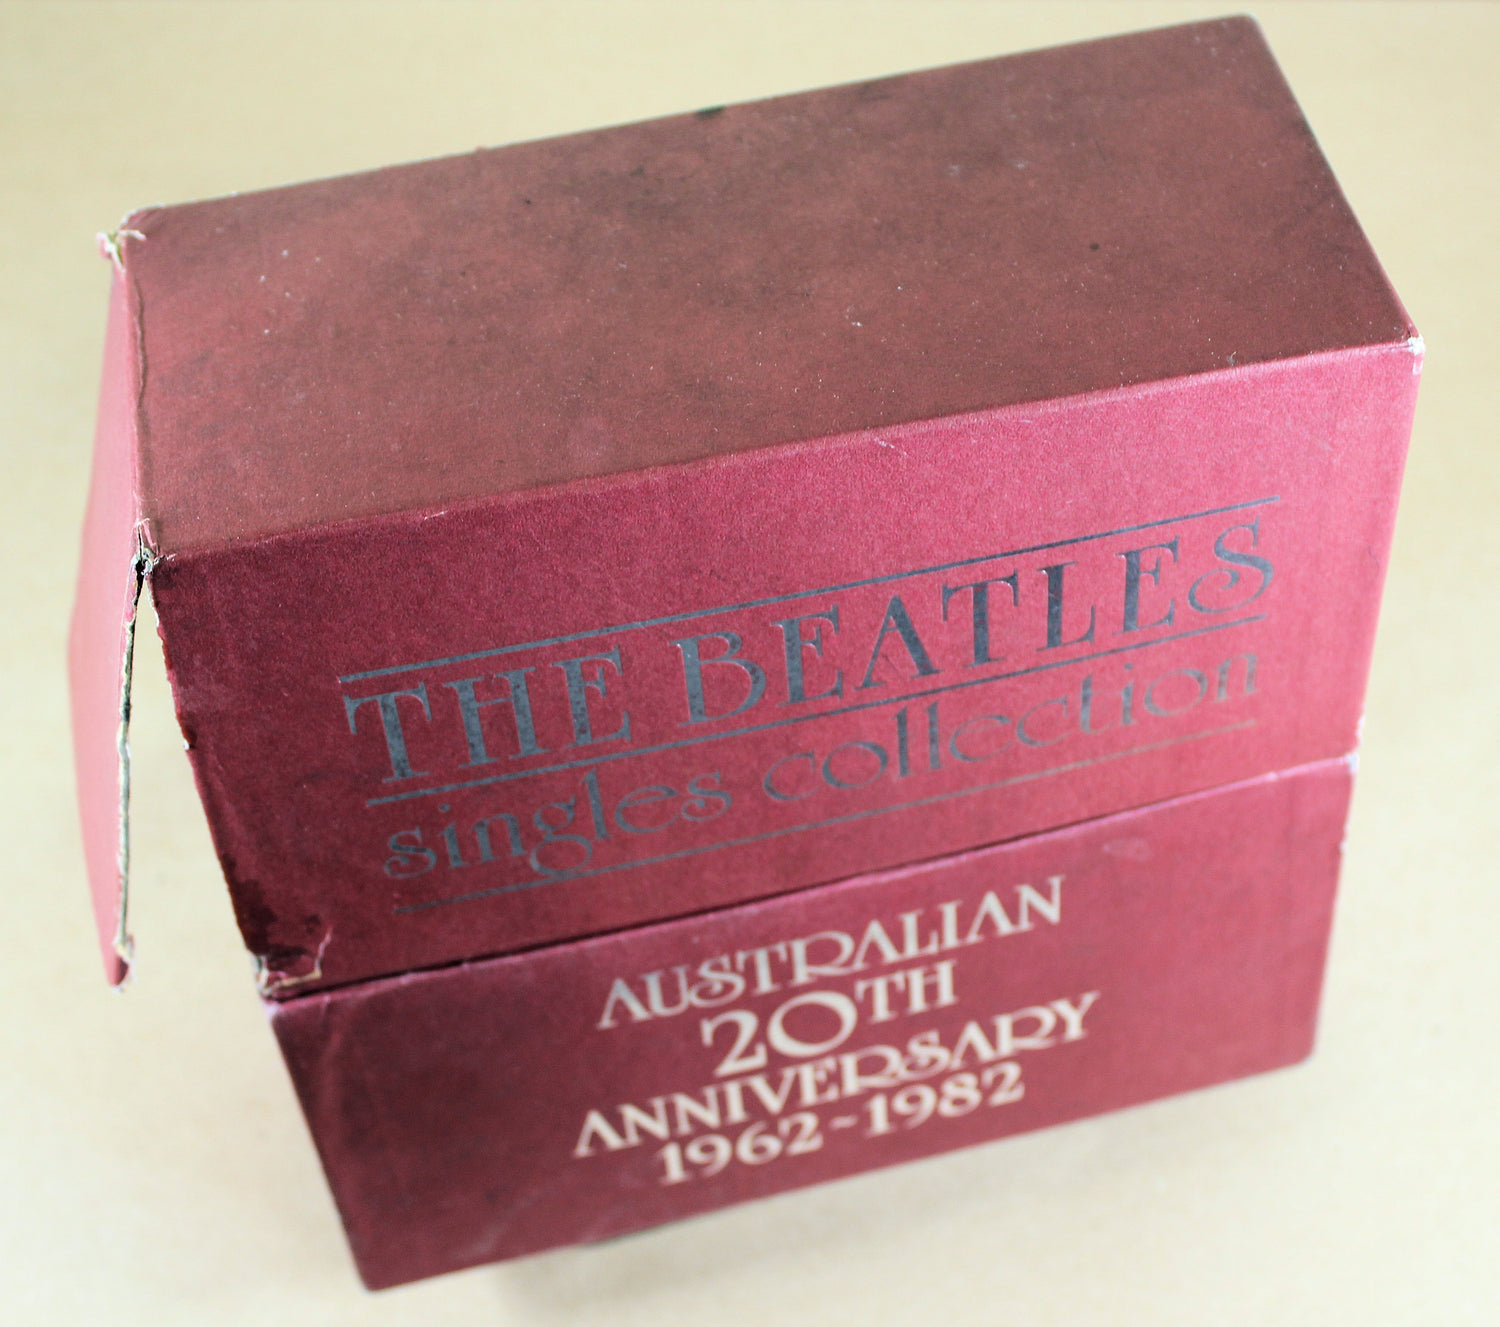 THE BEATLES
singles collection
AUSTRALIAN
20TH
ANNIVERSARY
1962~1982